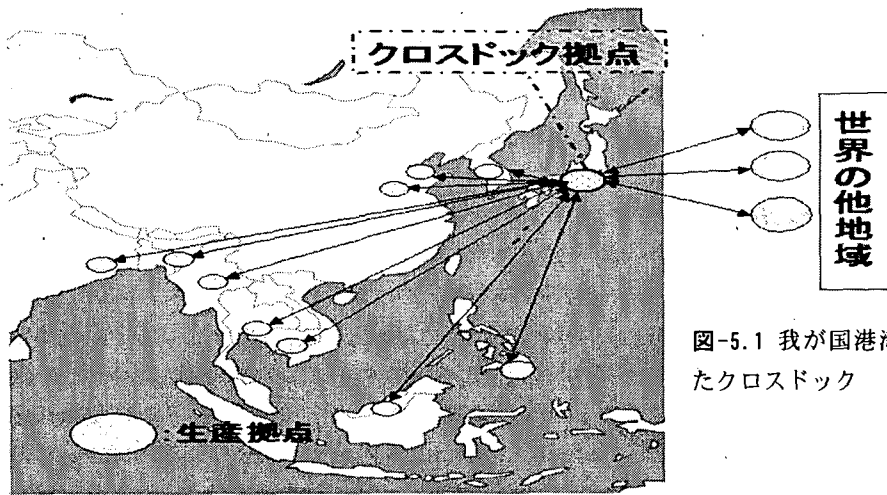 クロスドック拠点
世界の他地域
:生産拠点
図-5.1 我が国港
たクロスドック